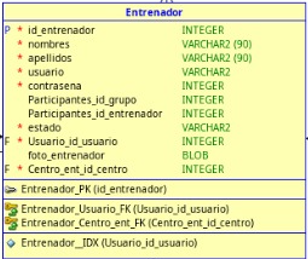 Entrenador
P * id_entrenador INTEGER
* nombres VARCHAR2 (90)
* apellidos VARCHAR2 (90)
* usuario VARCHAR2
* contrasena INTEGER
Participantes_id_grupo INTEGER
Participantes_id_entrenador INTEGER
* estado VARCHAR2
F * Usuario_id_usuario INTEGER
foto_entrenador BLOB
F * Centro_ent_id_centro INTEGER
Entrenador_PK (id_entrenador)
Entrenador_Usuario_FK (Usuario_id_usuario)
Entrenador_Centro_ent_FK (Centro_ent_id_centro)
Entrenador__IDX (Usuario_id_usuario)